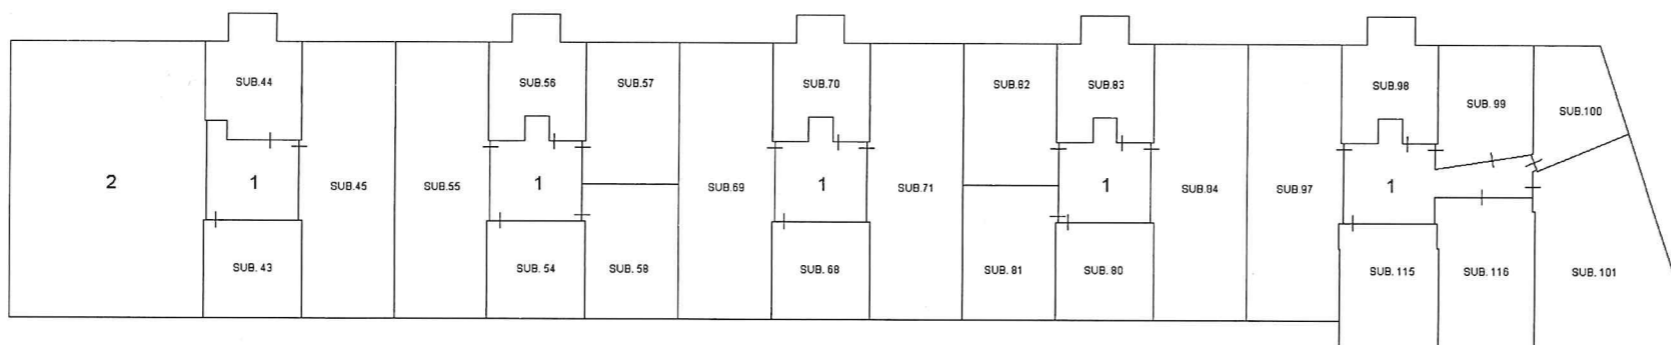 SUB.44
SUB.56
SUB.57
SUB.70
SUB.82
SUB.83
SUB.98
SUB. 99
SUB.100
2
1
SUB.45
SUB.55
1
SUB.69
1
SUB.71
1
SUB.84
SUB.97
1
SUB. 43
SUB. 54
SUB. 58
SUB. 68
SUB. 81
SUB. 80
SUB. 115
SUB. 116
SUB. 101